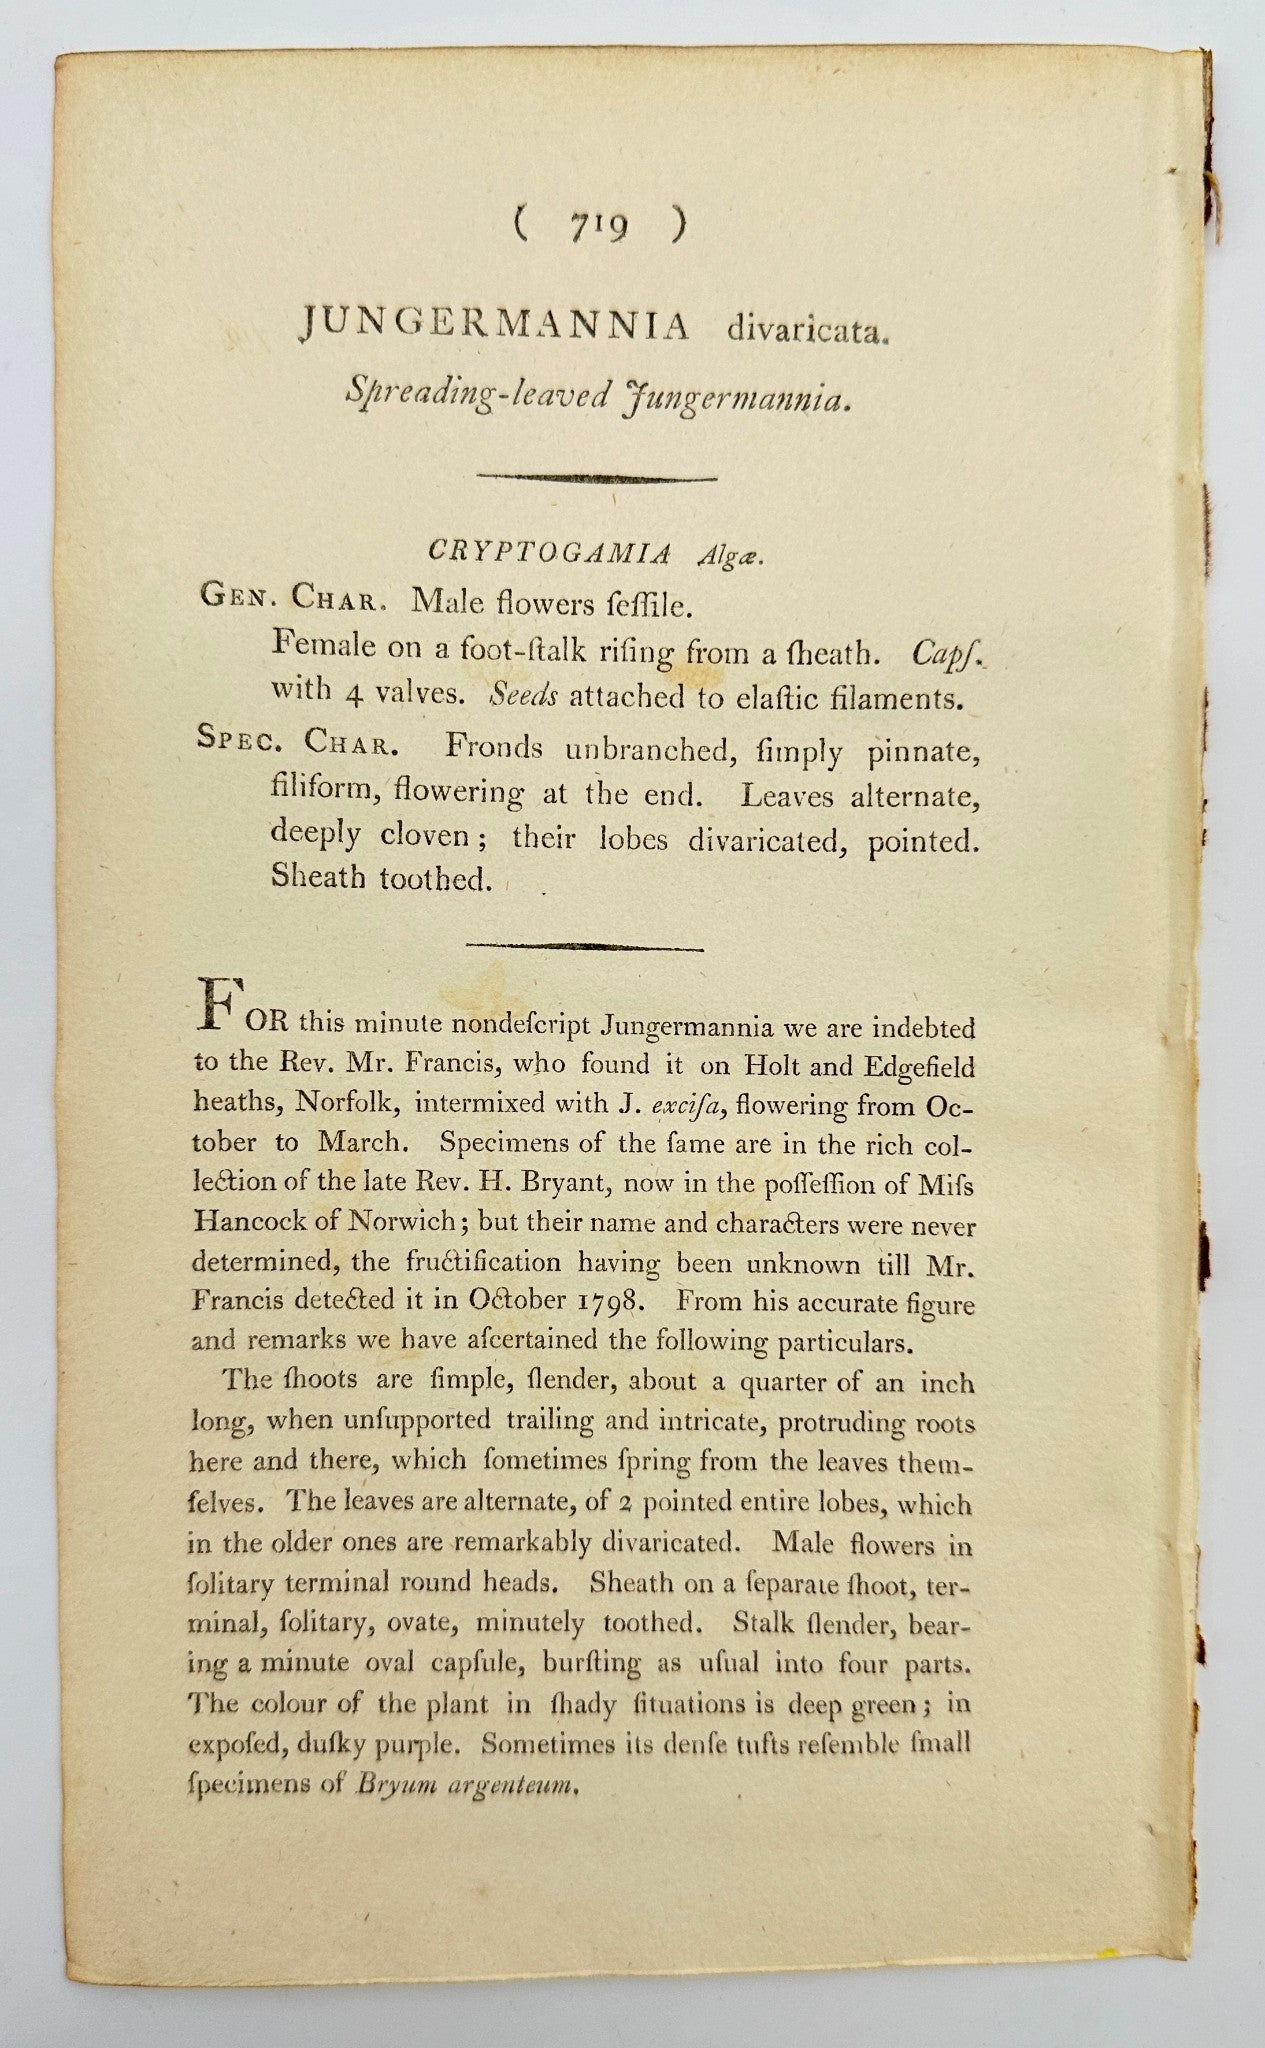 ( 719 )
JUNGERMANNIA divaricata.
Spreading-leaved Jungermannia.
CRYPTOGAMIA Algæ.
GEN. CHAR. Male flowers ſeſſile.
Female on a foot-ſtalk riſing from a ſheath. Capſ.
with 4 valves. Seeds attached to elaſtic filaments.
SPEC. CHAR. Fronds unbranched, ſimply pinnate,
filiform, flowering at the end. Leaves alternate,
deeply cloven; their lobes divaricated, pointed.
Sheath toothed.
FOR this minute nondeſcript Jungermannia we are indebted
to the Rev. Mr. Francis, who found it on Holt and Edgefield
heaths, Norfolk, intermixed with J. exciſa, flowering from Oc-
tober to March. Specimens of the ſame are in the rich col-
lection of the late Rev. H. Bryant, now in the poſſeſſion of Miſs
Hancock of Norwich; but their name and characters were never
determined, the fructification having been unknown till Mr.
Francis detected it in October 1798. From his accurate figure
and remarks we have aſcertained the following particulars.
The ſhoots are ſimple, ſlender, about a quarter of an inch
long, when unſupported trailing and intricate, protruding roots
here and there, which ſometimes ſpring from the leaves them-
ſelves. The leaves are alternate, of 2 pointed entire lobes, which
in the older ones are remarkably divaricated. Male flowers in
ſolitary terminal round heads. Sheath on a ſeparate ſhoot, ter-
minal, ſolitary, ovate, minutely toothed. Stalk ſlender, bear-
ing a minute oval capſule, burſting as uſual into four parts.
The colour of the plant in ſhady ſituations is deep green; in
expoſed, duſky purple. Sometimes its denſe tufts reſemble ſmall
ſpecimens of Bryum argenteum.